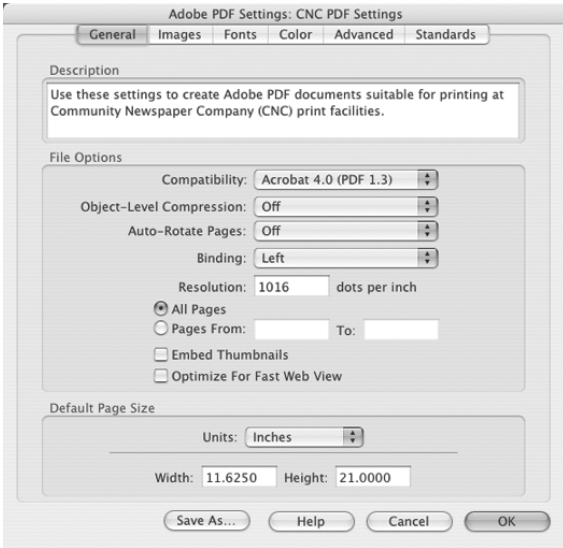 Adobe PDF Settings: CNC PDF Settings
General Images Fonts Color Advanced Standards
Description
Use these settings to create Adobe PDF documents suitable for printing at
Community Newspaper Company (CNC) print facilities.
File Options
Compatibility: Acrobat 4.0 (PDF 1.3)
Object-Level Compression: Off
Auto-Rotate Pages: Off
Binding: Left
Resolution: 1016 dots per inch
All Pages
Pages From: To:
Embed Thumbnails
Optimize For Fast Web View
Default Page Size
Units: Inches
Width: 11.6250 Height: 21.0000
Save As... Help Cancel OK